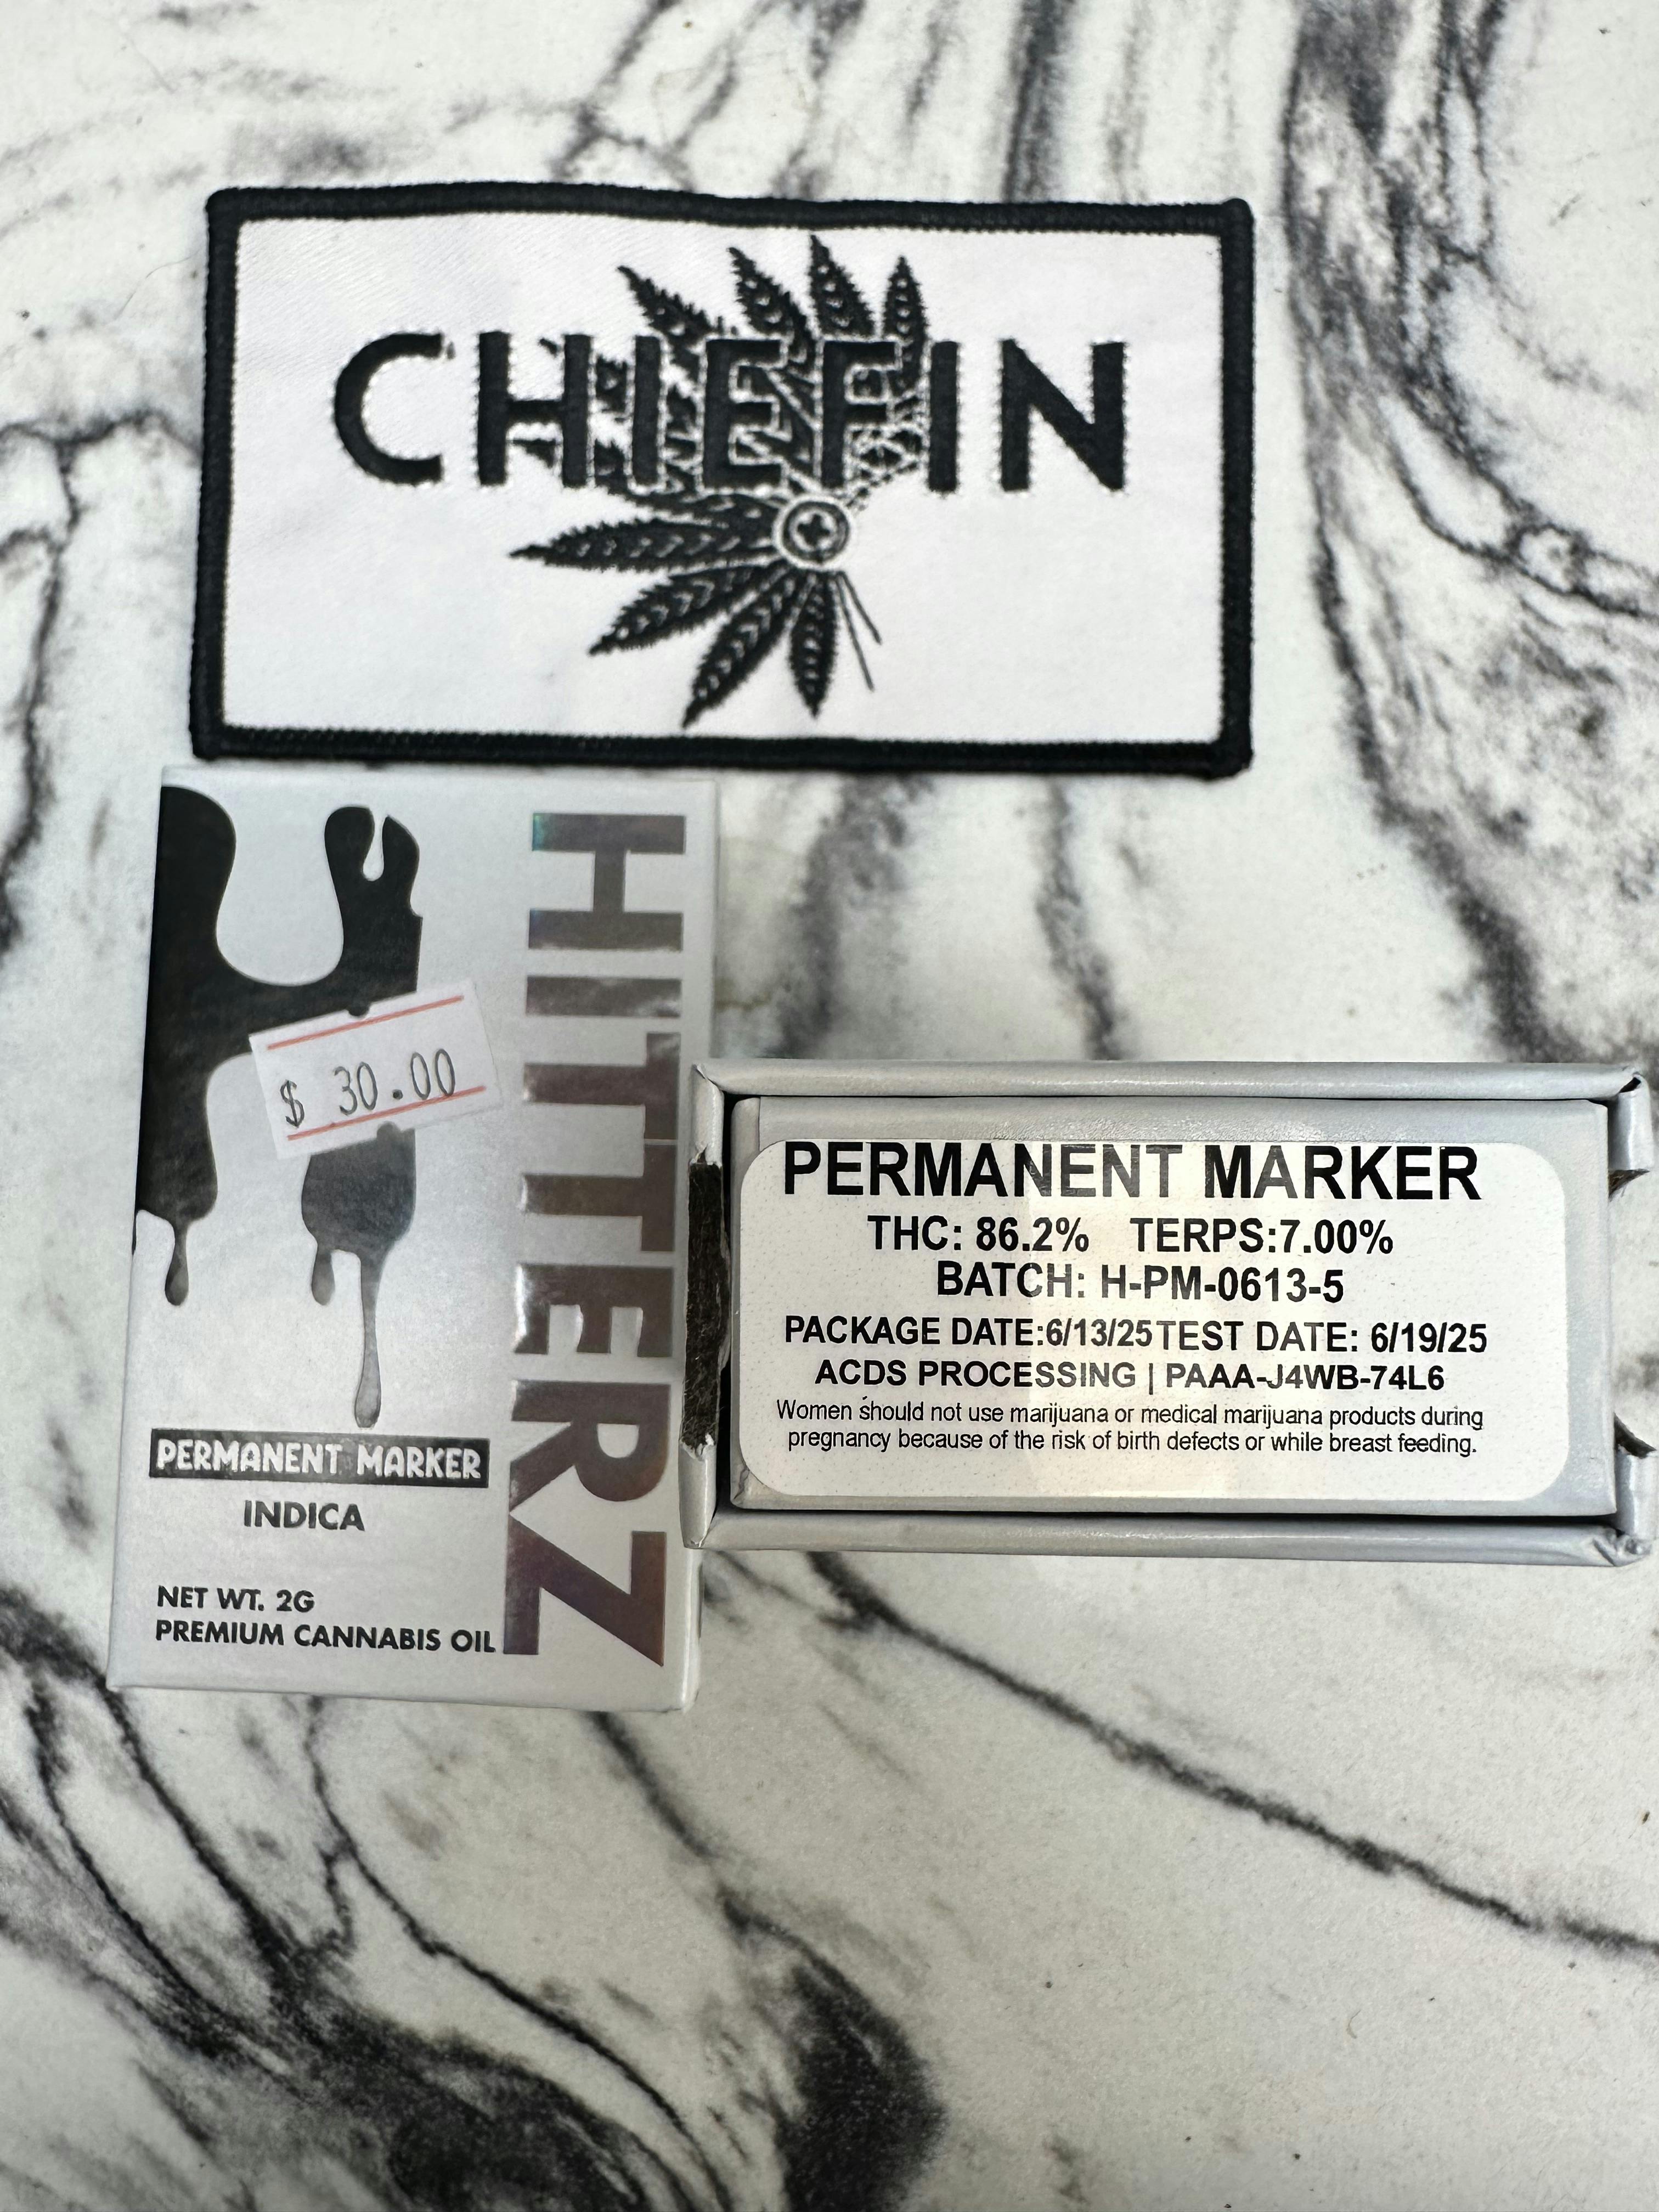 CHIEFIN
HITTERZ
$ 30.00
PERMANENT MARKER
INDICA
NET WT. 2G
PREMIUM CANNABIS OIL
PERMANENT MARKER
THC: 86.2% TERPS:7.00%
BATCH: H-PM-0613-5
PACKAGE DATE:6/13/25TEST DATE: 6/19/25
ACDS PROCESSING | PAAA-J4WB-74L6
Women should not use marijuana or medical marijuana products during
pregnancy because of the risk of birth defects or while breast feeding.